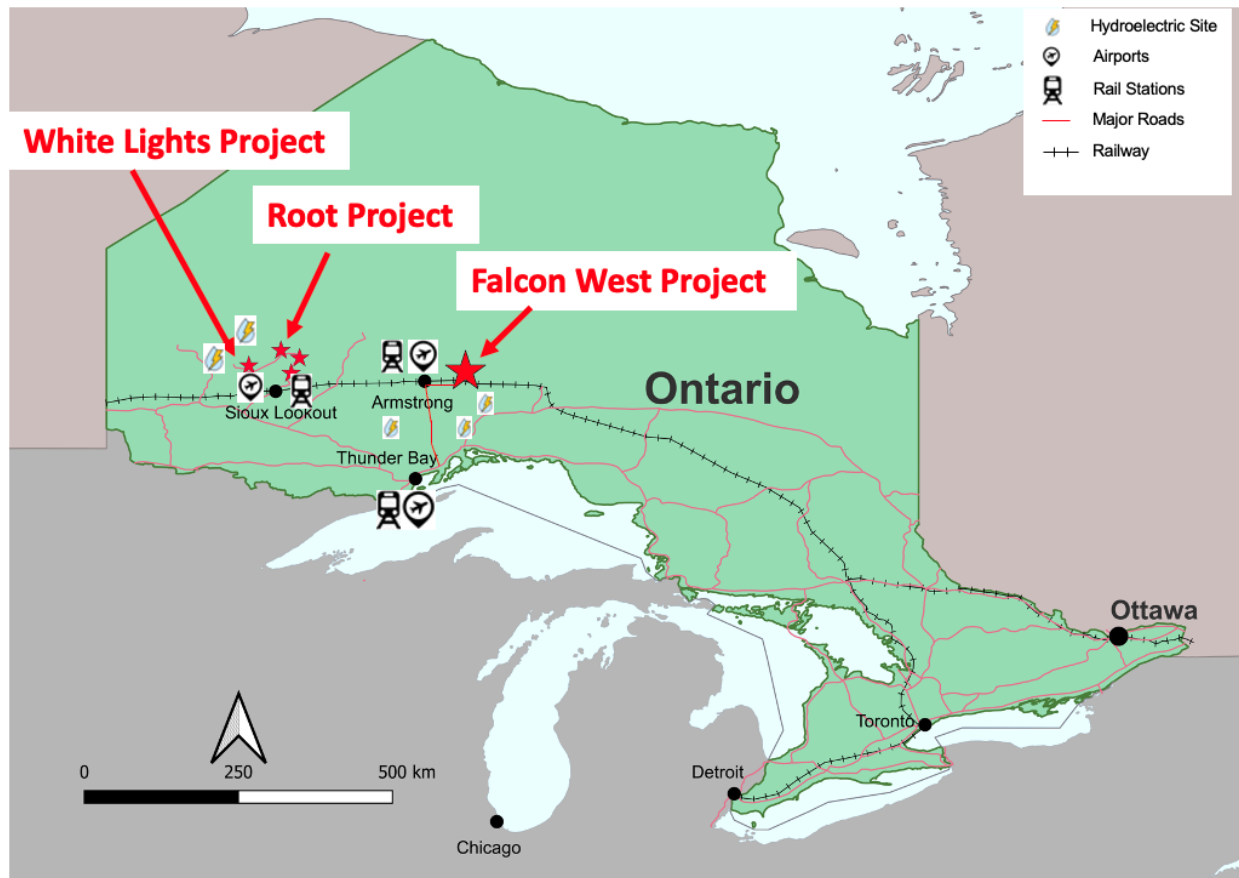 Hydroelectric Site
Airports
Rail Stations
Major Roads
Railway
White Lights Project
Root Project
Falcon West Project
Ontario
Sioux Lookout
Armstrong
Thunder Bay
Ottawa
Toronto
Detroit
Chicago
0 250 500 km